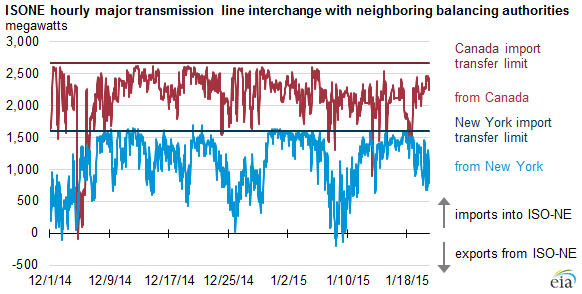 ISONE hourly major transmission line interchange with neighboring balancing authorities
megawatts
3,000
2,500
2,000
1,500
1,000
500
0
-500
12/1/14
12/9/14
12/17/14
12/25/14
1/2/15
1/10/15
1/18/15
Canada import
transfer limit
from Canada
New York import
transfer limit
from New York
imports into ISO-NE
exports from ISO-NE
eia